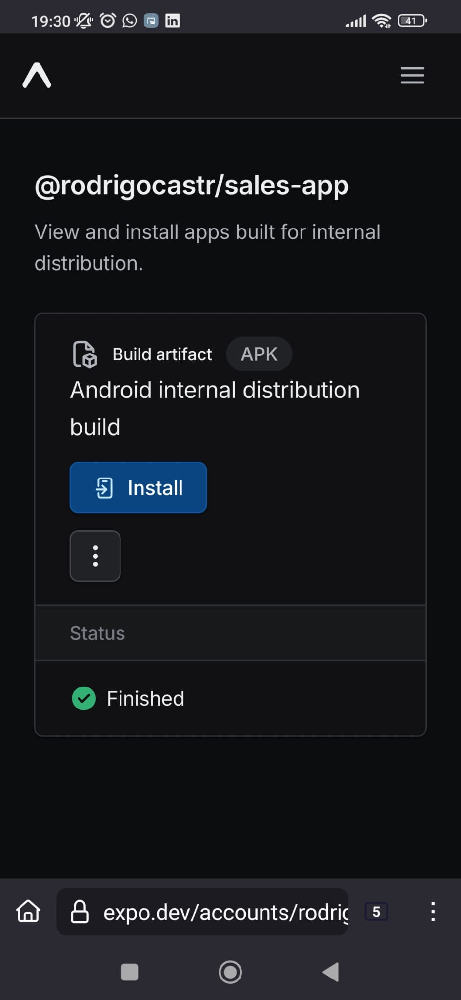 19:30
41
@rodrigocastr/sales-app
View and install apps built for internal
distribution.
Build artifact APK
Android internal distribution
build
Install
Status
Finished
expo.dev/accounts/rodrig
5